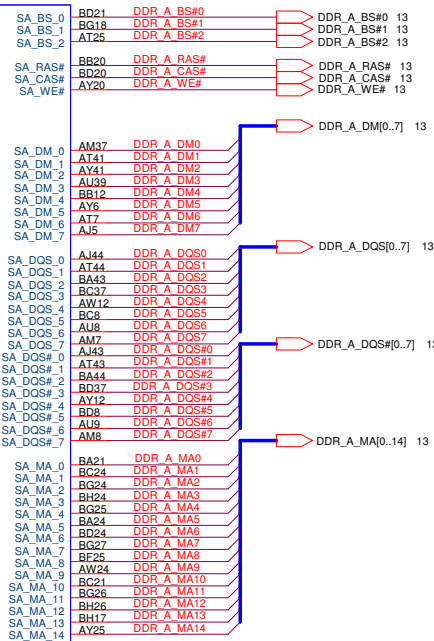 SA_BS_0 BD21 DDR_A_BS#0 DDR_A_BS#0 13
SA_BS_1 BG18 DDR_A_BS#1 DDR_A_BS#1 13
SA_BS_2 AT25 DDR_A_BS#2 DDR_A_BS#2 13
SA_RAS# BB20 DDR_A_RAS# DDR_A_RAS# 13
SA_CAS# BD20 DDR_A_CAS# DDR_A_CAS# 13
SA_WE# AY20 DDR_A_WE# DDR_A_WE# 13
DDR_A_DM[0..7] 13
SA_DM_0 AM37 DDR_A_DM0
SA_DM_1 AT41 DDR_A_DM1
SA_DM_2 AY41 DDR_A_DM2
SA_DM_3 AU39 DDR_A_DM3
SA_DM_4 BB12 DDR_A_DM4
SA_DM_5 AY6 DDR_A_DM5
SA_DM_6 AT7 DDR_A_DM6
SA_DM_7 AJ5 DDR_A_DM7
DDR_A_DQS[0..7] 13
SA_DQS_0 AJ44 DDR_A_DQS0
SA_DQS_1 AT44 DDR_A_DQS1
SA_DQS_2 BA43 DDR_A_DQS2
SA_DQS_3 BC37 DDR_A_DQS3
SA_DQS_4 AW12 DDR_A_DQS4
SA_DQS_5 BC8 DDR_A_DQS5
SA_DQS_6 AU8 DDR_A_DQS6
SA_DQS_7 AM7 DDR_A_DQS7
SA_DQS#_0 AJ43 DDR_A_DQS#0 DDR_A_DQS#[0..7]
SA_DQS#_1 AT43 DDR_A_DQS#1
SA_DQS#_2 BA44 DDR_A_DQS#2
SA_DQS#_3 BD37 DDR_A_DQS#3
SA_DQS#_4 AY12 DDR_A_DQS#4
SA_DQS#_5 BD8 DDR_A_DQS#5
SA_DQS#_6 AU9 DDR_A_DQS#6
SA_DQS#_7 AM8 DDR_A_DQS#7
DDR_A_MA[0..14] 13
SA_MA_0 BA21 DDR_A_MA0
SA_MA_1 BC24 DDR_A_MA1
SA_MA_2 BG24 DDR_A_MA2
SA_MA_3 BH24 DDR_A_MA3
SA_MA_4 BG25 DDR_A_MA4
SA_MA_5 BA24 DDR_A_MA5
SA_MA_6 BD24 DDR_A_MA6
SA_MA_7 BG27 DDR_A_MA7
SA_MA_8 BF25 DDR_A_MA8
SA_MA_9 AW24 DDR_A_MA9
SA_MA_10 BC21 DDR_A_MA10
SA_MA_11 BG26 DDR_A_MA11
SA_MA_12 BH26 DDR_A_MA12
SA_MA_13 BH17 DDR_A_MA13
SA_MA_14 AY25 DDR_A_MA14